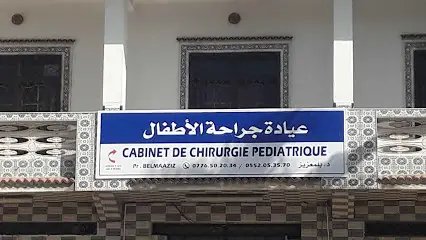 عيادة جراحة الأطفال
CABINET DE CHIRURGIE PEDIATRIQUE
Pr. BELMAAZIZ 0776.50.20.36 / 0552.05.35.70 د. بلمعزيز